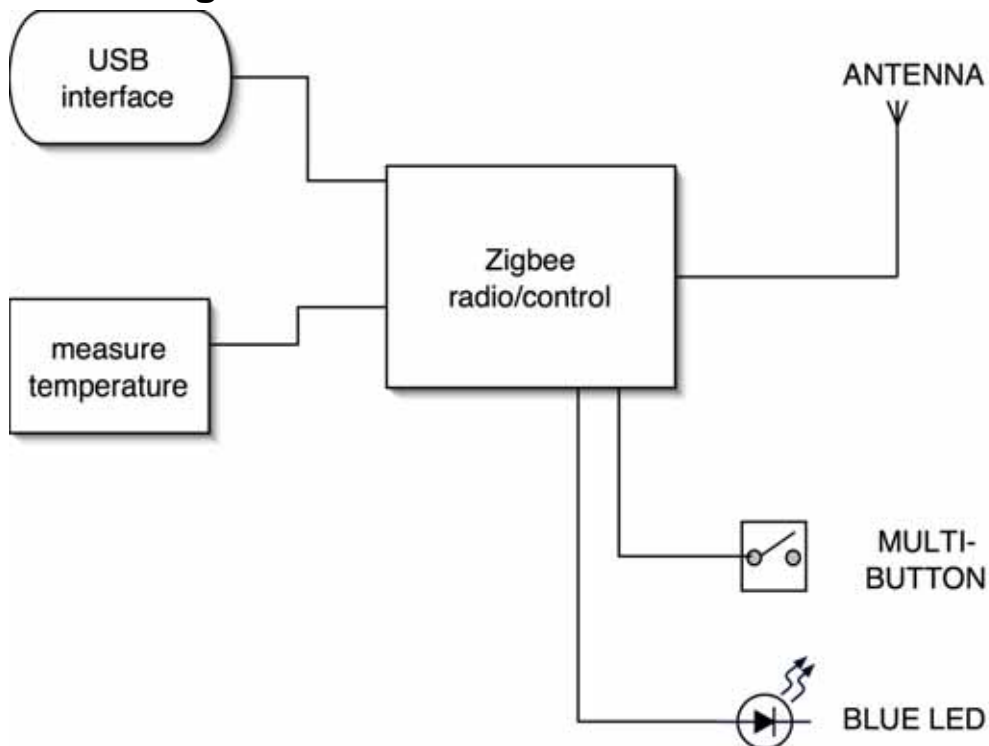 USB
interface
ANTENNA
Zigbee
radio/control
measure
temperature
MULTI-
BUTTON
BLUE LED